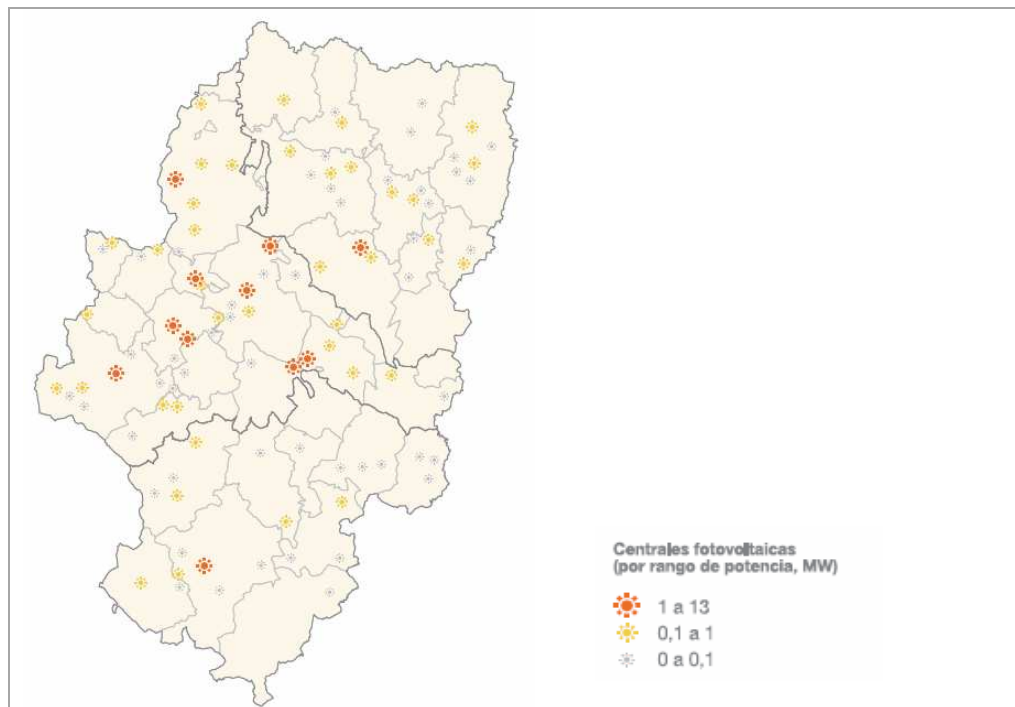 Centrales fotovoltaicas
(por rango de potencia, MW)
1 a 13
0,1 a 1
0 a 0,1